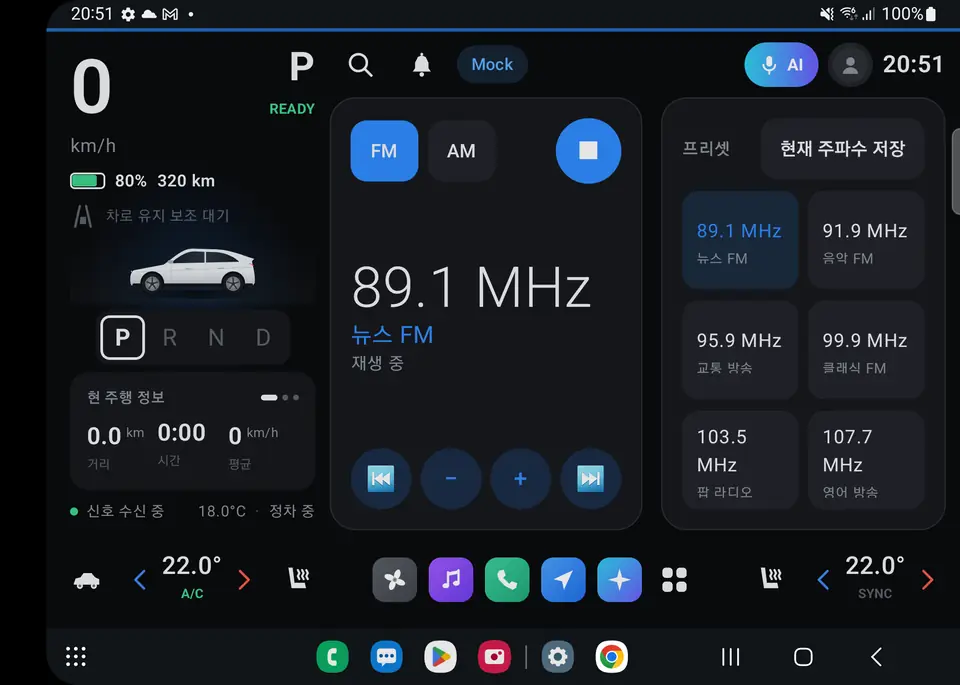 20:51
100%
0
P
READY
km/h
80% 320 km
차로 유지 보조 대기
P R N D
현 주행 정보
0.0 km 0:00 0 km/h
거리 시간 평균
신호 수신 중 18.0°C · 정차 중
Mock
AI
20:51
FM AM
89.1 MHz
뉴스 FM
재생 중
− +
프리셋
현재 주파수 저장
89.1 MHz
뉴스 FM
91.9 MHz
음악 FM
95.9 MHz
교통 방송
99.9 MHz
클래식 FM
103.5
MHz
팝 라디오
107.7
MHz
영어 방송
22.0°
A/C
22.0°
SYNC